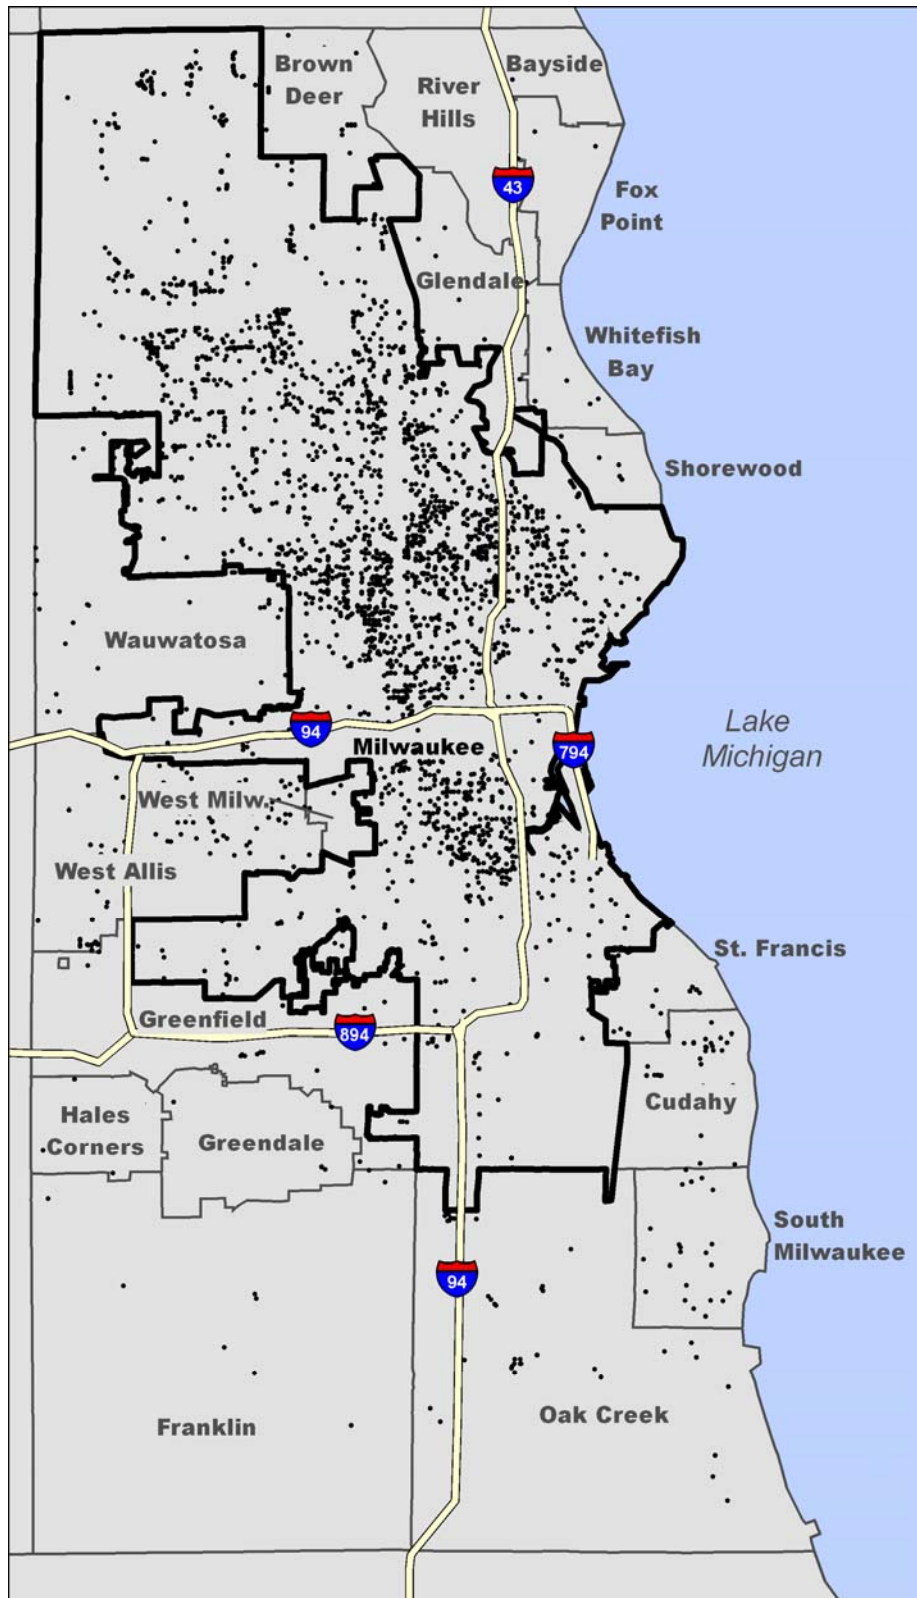 Brown
Deer
River
Hills
Bayside
43
Fox
Point
Glendale
Whitefish
Bay
Shorewood
Wauwatosa
94
Milwaukee
794
Lake
Michigan
West Milw.
West Allis
St. Francis
Greenfield
894
Hales
Corners
Greendale
Cudahy
South
Milwaukee
94
Franklin
Oak Creek